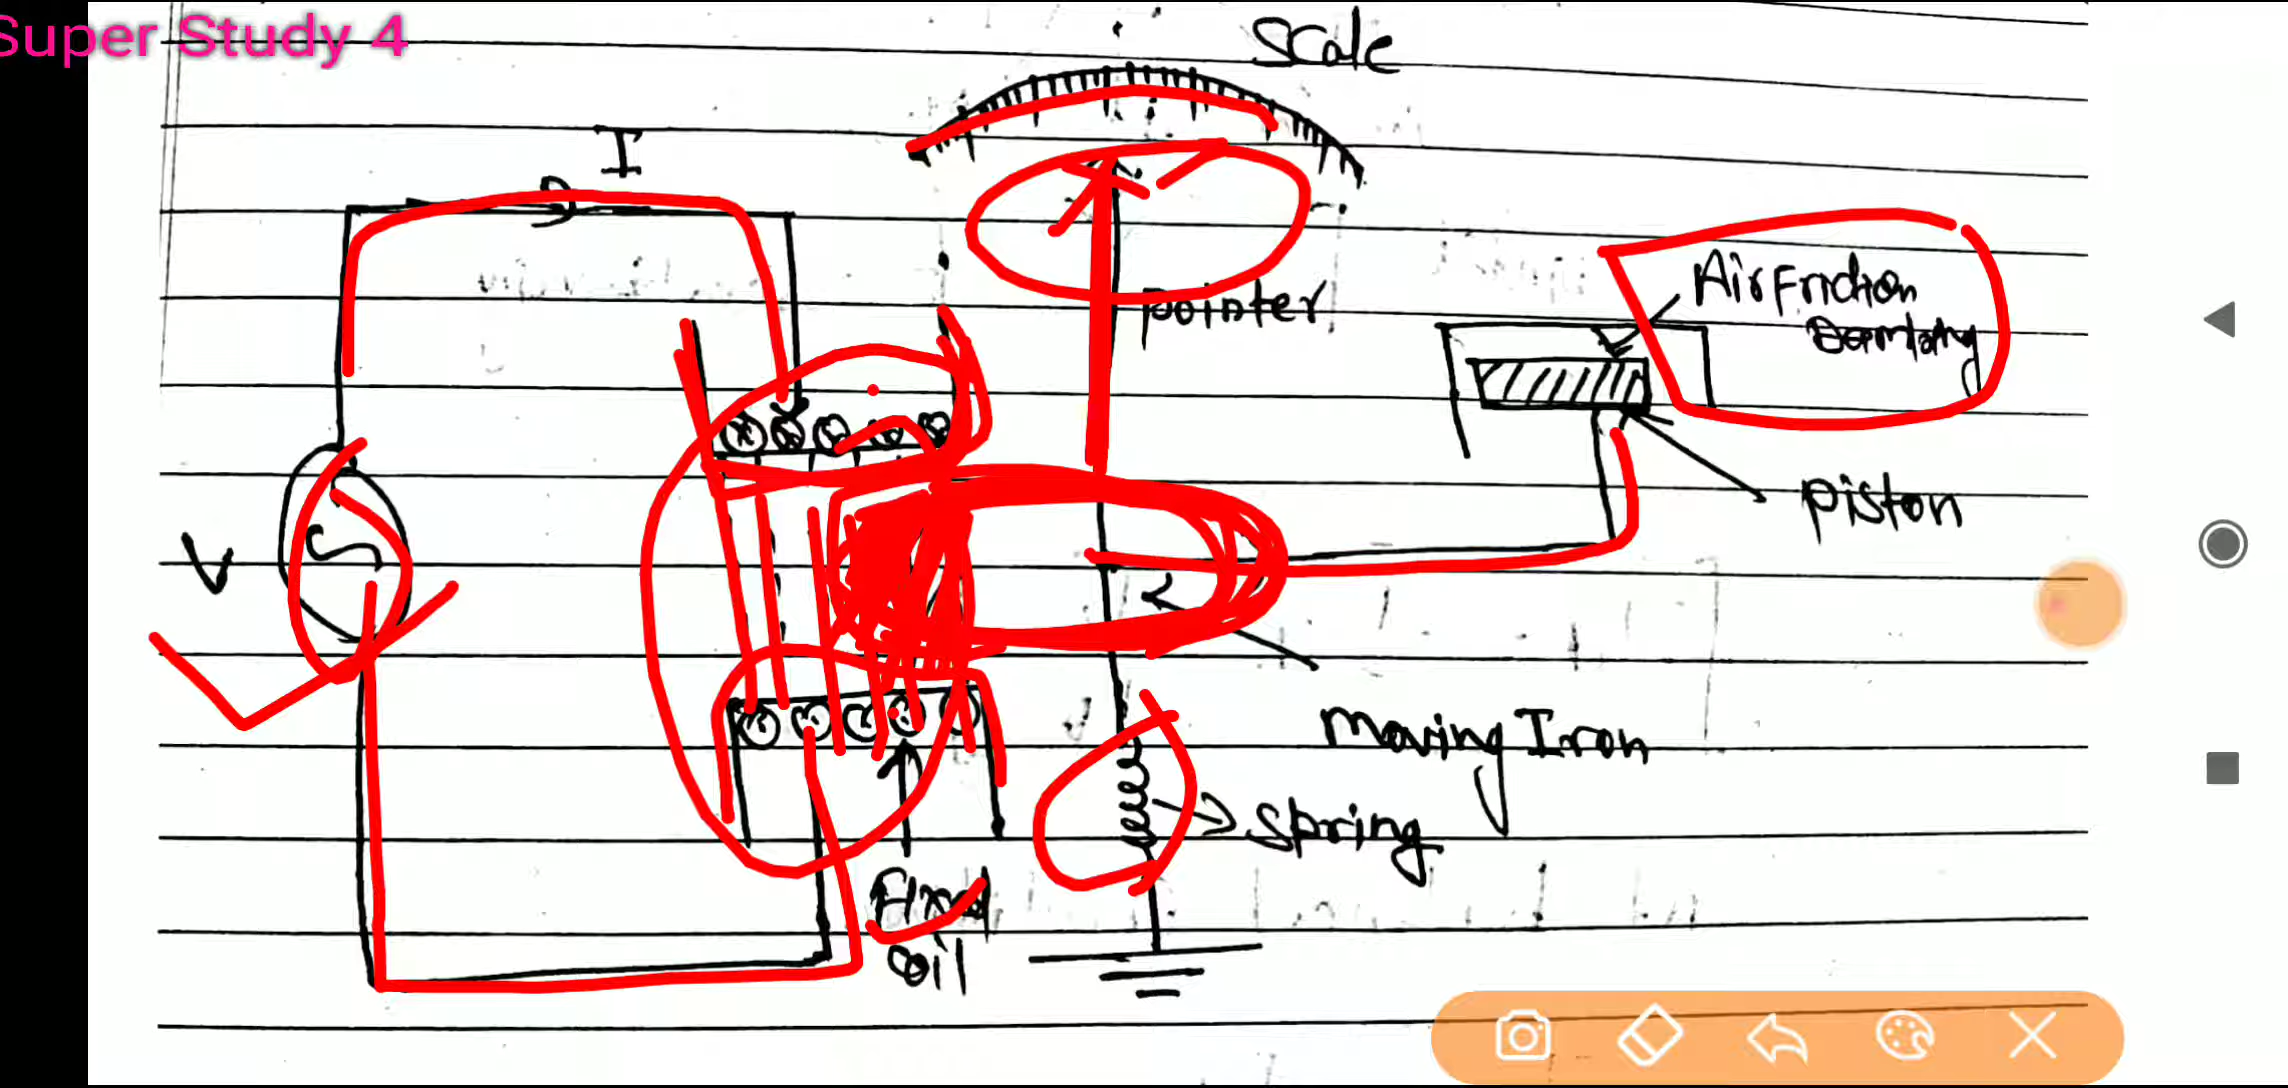 Super Study 4
Scale
I
pointer
Air Friction
Damping
piston
V
Moving Iron
Spring
Fixed
coil